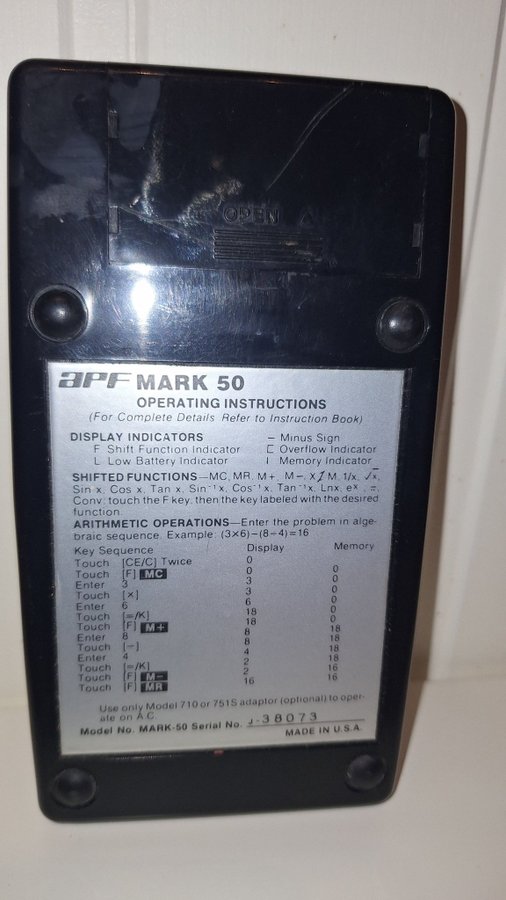 OPEN
APF MARK 50
OPERATING INSTRUCTIONS
(For Complete Details Refer to Instruction Book)
DISPLAY INDICATORS — Minus Sign
F Shift Function Indicator ⊏ Overflow Indicator
L Low Battery Indicator I Memory Indicator
SHIFTED FUNCTIONS—MC, MR, M+, M−, X M, 1/x, √x,
Sin x, Cos x, Tan x, Sin⁻¹x, Cos⁻¹x, Tan⁻¹x, Lnx eˣ, π,
Conv: touch the F key, then the key labeled with the desired
function.
ARITHMETIC OPERATIONS—Enter the problem in alge-
braic sequence. Example: (3×6)−(8÷4)=16
Key Sequence Display Memory
Touch [CE/C] Twice 0
Touch [F] MC 0 0
Enter 3 3 0
Touch [×] 3 0
Enter 6 6 0
Touch [=/K] 18 0
Touch [F] M+ 18 18
Enter 8 8 18
Touch [÷] 8 18
Enter 4 4 18
Touch [=/K] 2 18
Touch [F] M− 2 16
Touch [F] MR 16 16
Use only Model 710 or 751S adaptor (optional) to oper-
ate on A.C.
Model No. MARK-50 Serial No. J-38073
MADE IN U.S.A.